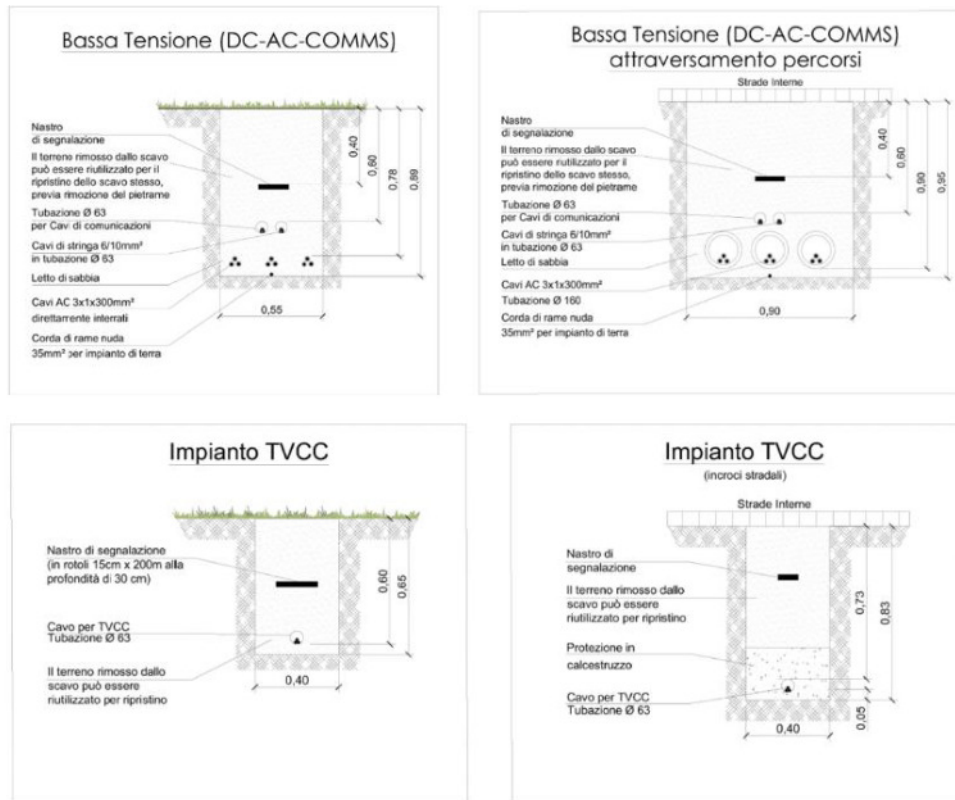 Bassa Tensione (DC-AC-COMMS)
Nastro
di segnalazione
Il terreno rimosso dallo scavo
può essere riutilizzato per il
ripristino dello scavo stesso,
previa rimozione del pietrame
Tubazione Ø 63
per Cavi di comunicazioni
Cavi di stringa 6/10mm²
in tubazione Ø 63
Letto di sabbia
Cavi AC 3x1x300mm²
direttamente interrati
Corda di rame nuda
35mm² per impianto di terra
0,40
0,60
0,78
0,89
0,55
Bassa Tensione (DC-AC-COMMS)
attraversamento percorsi
Strade Interne
Nastro
di segnalazione
Il terreno rimosso dallo scavo
può essere riutilizzato per il
ripristino dello scavo stesso,
previa rimozione del pietrame
Tubazione Ø 63
per Cavi di comunicazioni
Cavi di stringa 6/10mm²
in tubazione Ø 63
Letto di sabbia
Cavi AC 3x1x300mm²
Tubazione Ø 160
Corda di rame nuda
35mm² per impianto di terra
0,40
0,60
0,90
0,95
0,90
Impianto TVCC
Nastro di segnalazione
(in rotoli 15cm x 200m alla
profondità di 30 cm)
Cavo per TVCC
Tubazione Ø 63
Il terreno rimosso dallo
scavo può essere
riutilizzato per ripristino
0,60
0,65
0,40
Impianto TVCC
(incroci stradali)
Strade Interne
Nastro di
segnalazione
Il terreno rimosso dallo
scavo può essere
riutilizzato per ripristino
Protezione in
calcestruzzo
Cavo per TVCC
Tubazione Ø 63
0,73
0,83
0,05
0,40